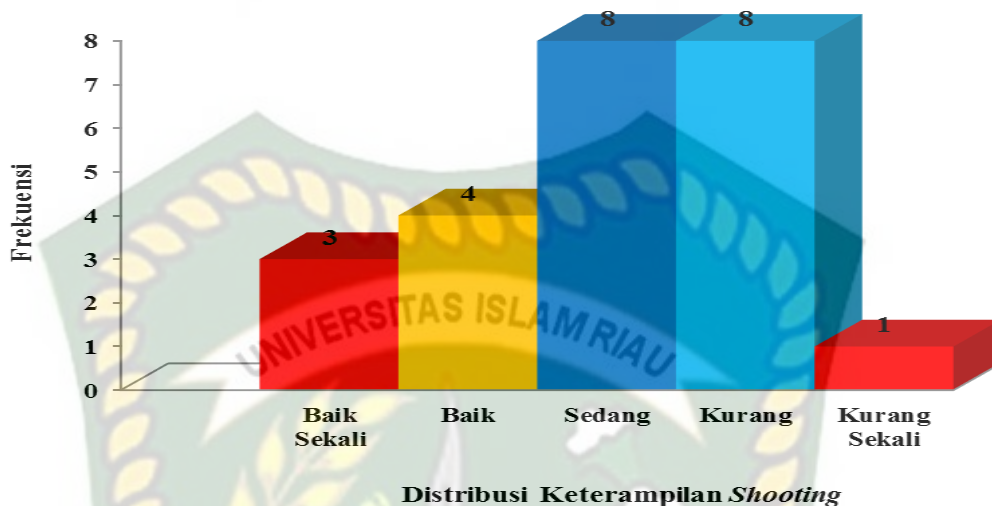 Frekuensi
8
7
6
5
4
3
2
1
0
3
4
8
8
1
UNIVERSITAS ISLAM RIAU
Baik
Sekali
Baik
Sedang
Kurang
Kurang
Sekali
Distribusi Keterampilan Shooting